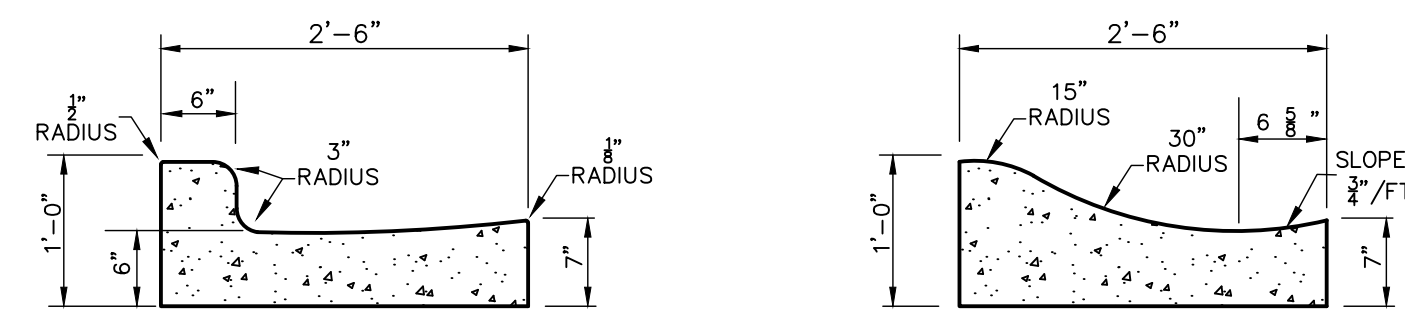 2'-6"
6"
1/2"
RADIUS
3"
RADIUS
1/8"
RADIUS
1'-0"
6"
7"
2'-6"
15"
RADIUS
30"
RADIUS
6 5/8 "
SLOPE
3/4" /FT
1'-0"
7"